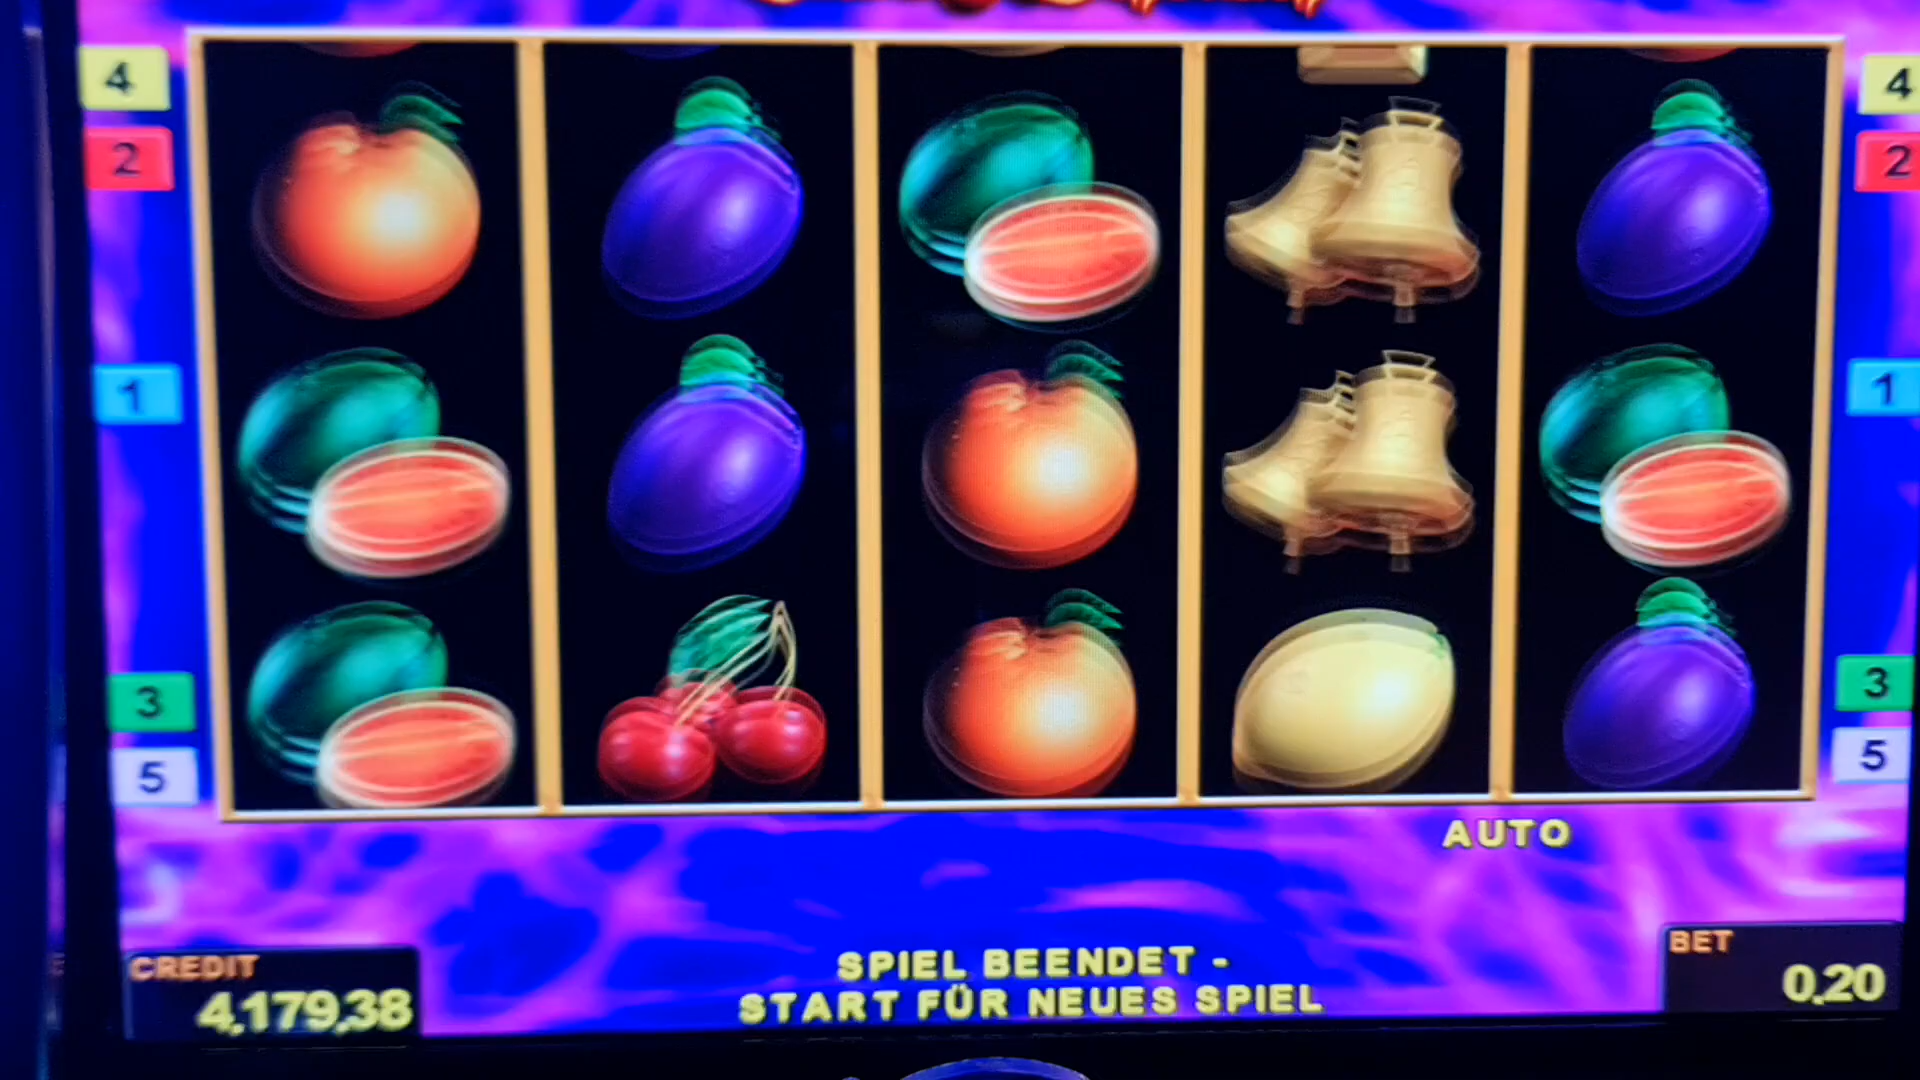 4
4
2
2
1
1
3
3
5
5
AUTO
CREDIT
4.179,38
SPIEL BEENDET -
START FÜR NEUES SPIEL
BET
0,20